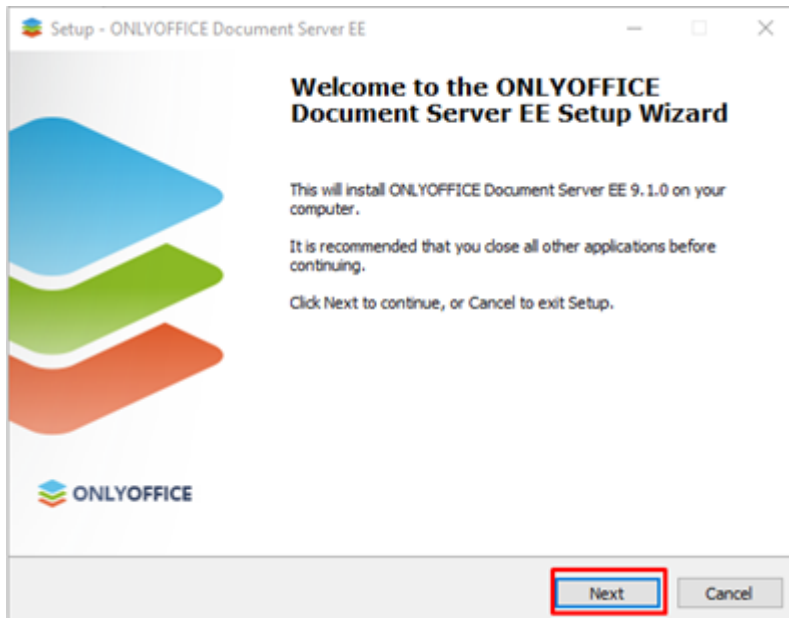 Setup - ONLYOFFICE Document Server EE
Welcome to the ONLYOFFICE
Document Server EE Setup Wizard
This will install ONLYOFFICE Document Server EE 9.1.0 on your
computer.
It is recommended that you close all other applications before
continuing.
Click Next to continue, or Cancel to exit Setup.
ONLYOFFICE
Next
Cancel